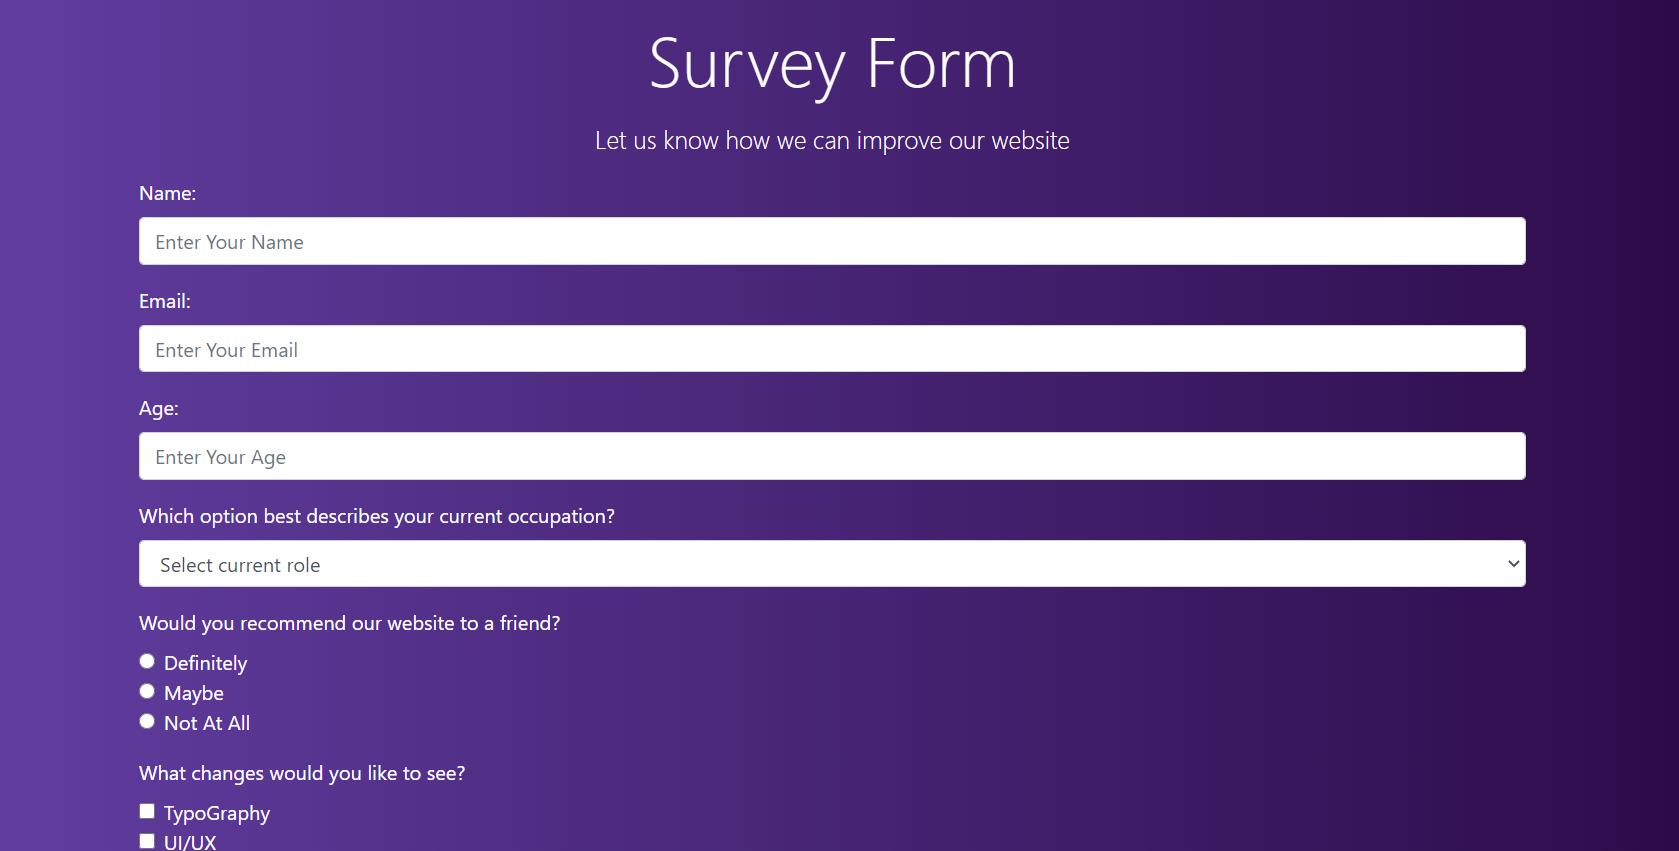 Survey Form
Let us know how we can improve our website
Name:
Enter Your Name
Email:
Enter Your Email
Age:
Enter Your Age
Which option best describes your current occupation?
Select current role
Would you recommend our website to a friend?
Definitely
Maybe
Not At All
What changes would you like to see?
TypoGraphy
UI/UX